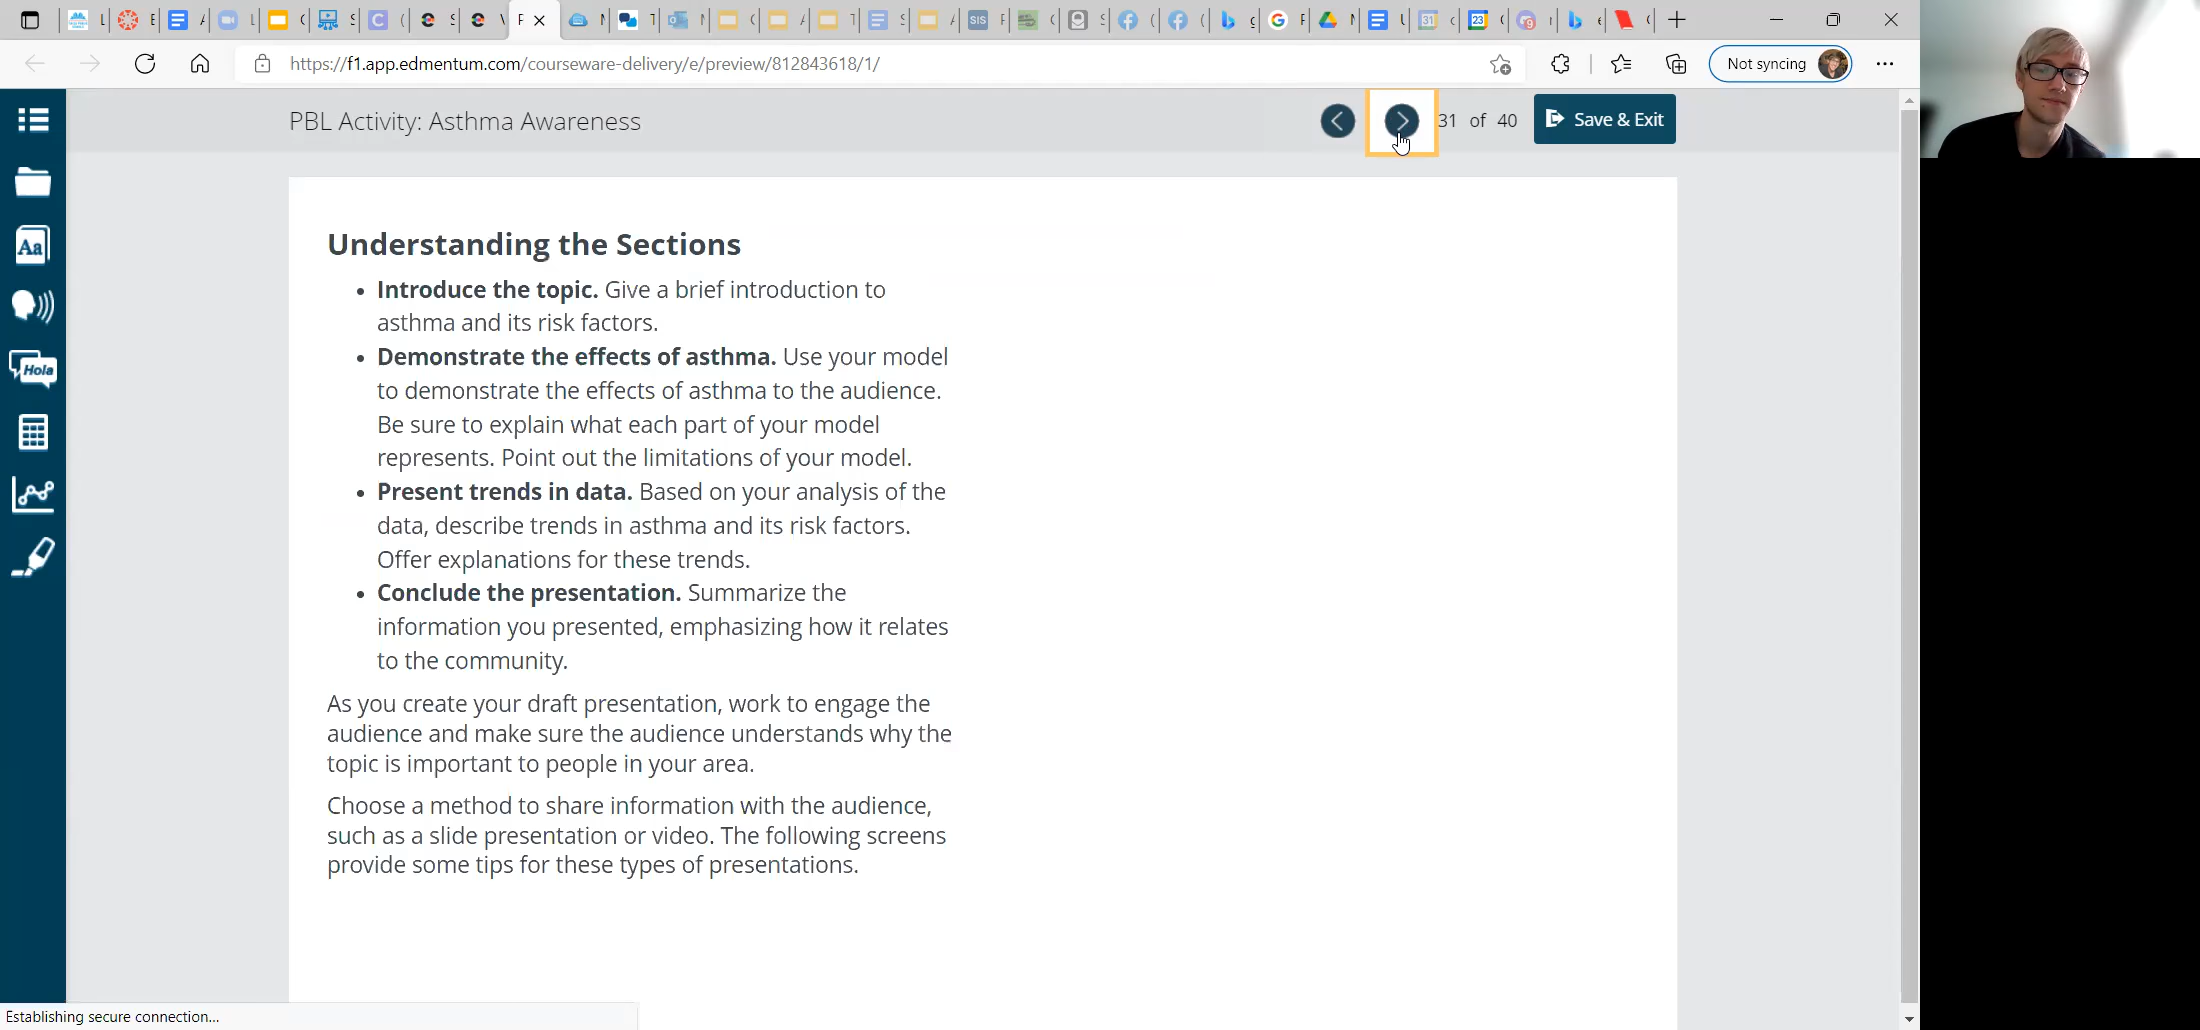 https://f1.app.edmentum.com/courseware-delivery/e/preview/812843618/1/
Not syncing
PBL Activity: Asthma Awareness
31 of 40
Save & Exit
Aa
Hola
Understanding the Sections
• Introduce the topic. Give a brief introduction to
asthma and its risk factors.
• Demonstrate the effects of asthma. Use your model
to demonstrate the effects of asthma to the audience.
Be sure to explain what each part of your model
represents. Point out the limitations of your model.
• Present trends in data. Based on your analysis of the
data, describe trends in asthma and its risk factors.
Offer explanations for these trends.
• Conclude the presentation. Summarize the
information you presented, emphasizing how it relates
to the community.
As you create your draft presentation, work to engage the
audience and make sure the audience understands why the
topic is important to people in your area.
Choose a method to share information with the audience,
such as a slide presentation or video. The following screens
provide some tips for these types of presentations.
Establishing secure connection...